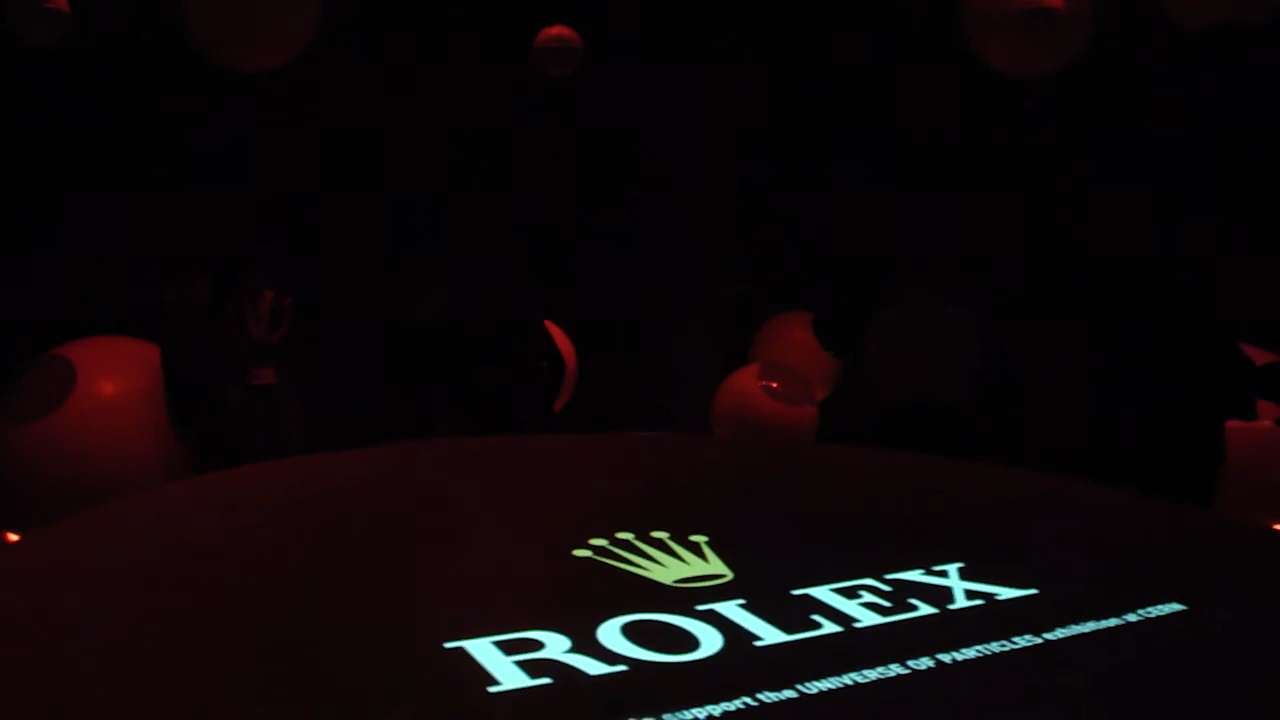 ROLEX
support the UNIVERSE OF PARTICLES exhibition at CERN